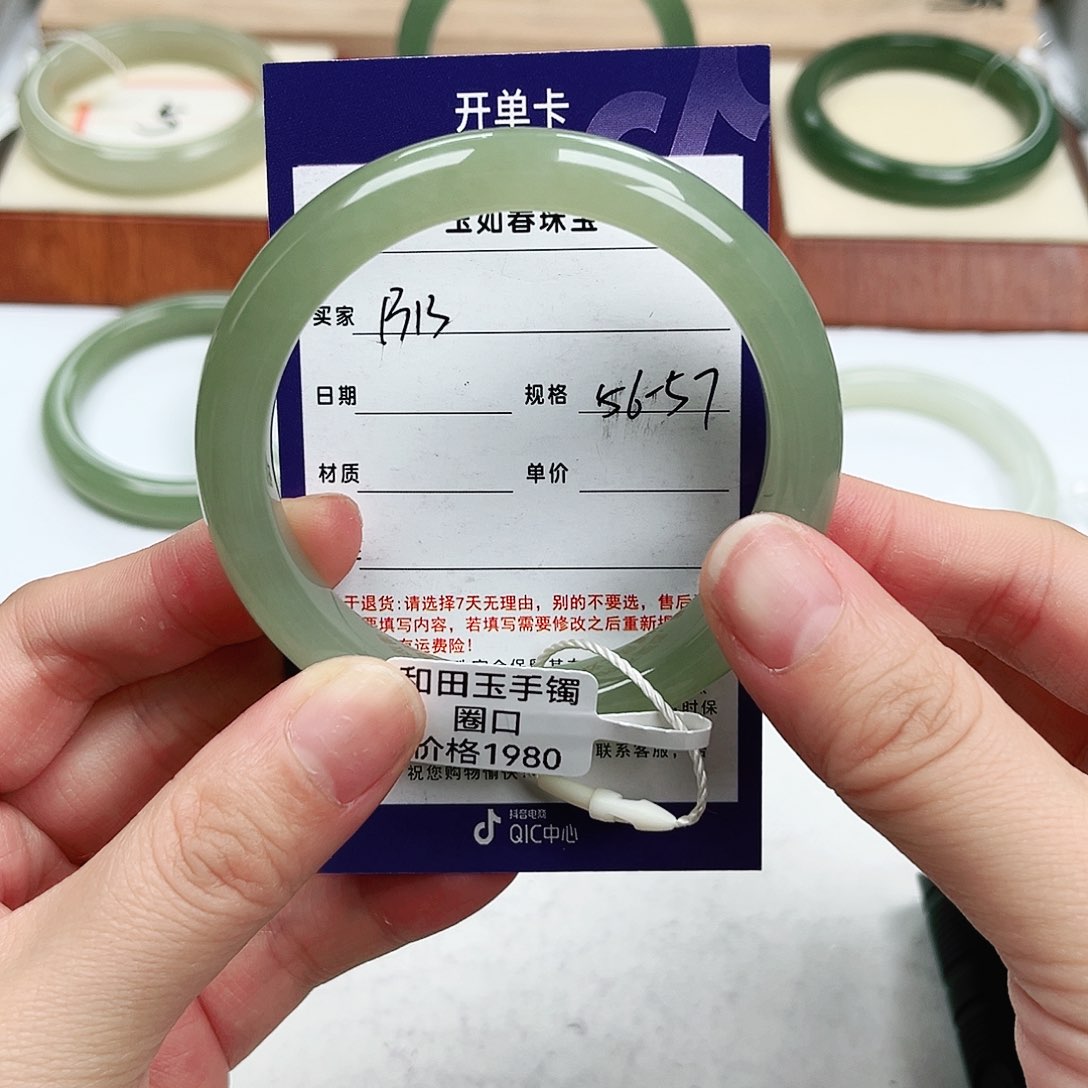 开单卡
玉如春珠宝
买家 B13
日期 规格 56-57
材质 单价
于退货:请选择7天无理由,别的不要选,售后
要填写内容,若填写需要修改之后重新
有运费险!
和田玉手镯
圈口
价格1980
时保
联系客服,
祝您购物愉快
抖音电商
QIC中心